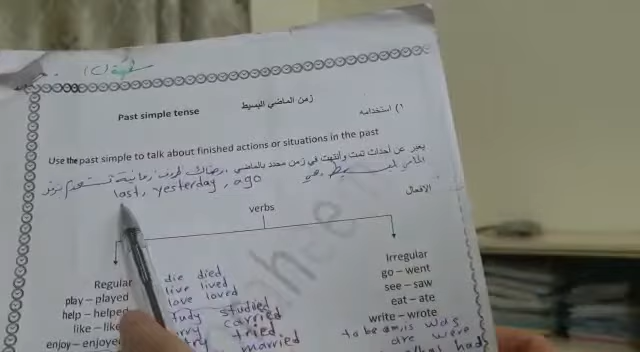 Past simple tense زمن الماضي البسيط
١) استخدامه
Use the past simple to talk about finished actions or situations in the past
يعبر عن أحداث تمت وانتهت في زمن محدد بالماضي
last, yesterday, ago
الافعال
verbs
Regular
play – played
help – helped
like –
enjoy –
die died
live lived
love loved
studied
carried
tried
married
Irregular
go – went
see – saw
eat – ate
write – wrote
to be am, is was
are were
had